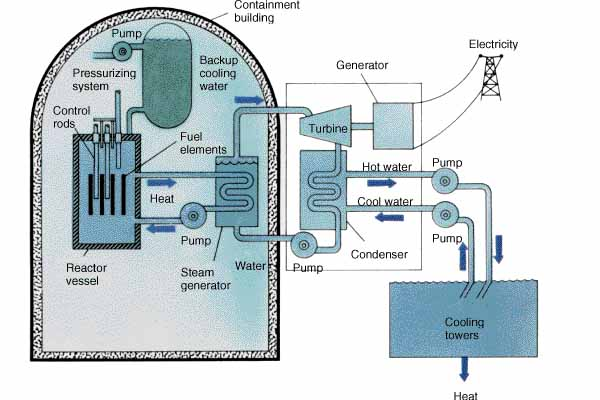 Containment
building
Pump
Backup
cooling
water
Pressurizing
system
Control
rods
Fuel
elements
Heat
Pump
Reactor
vessel
Steam
generator
Water
Pump
Turbine
Generator
Electricity
Hot water
Pump
Cool water
Pump
Condenser
Cooling
towers
Heat